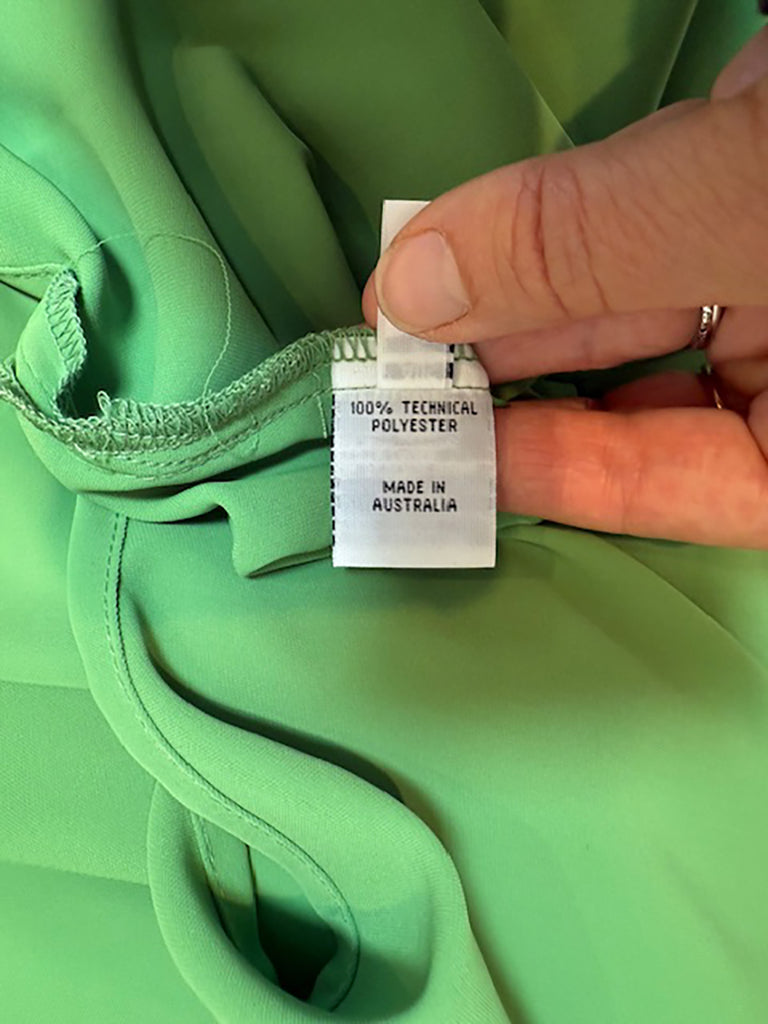 100% TECHNICAL
POLYESTER
MADE IN
AUSTRALIA